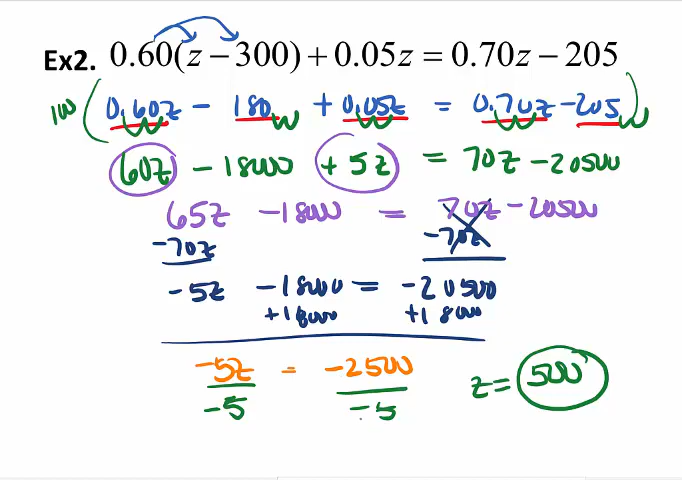 Ex2. 0.60(z − 300) + 0.05z = 0.70z − 205
100 ( 0.60z - 180 + 0.05z = 0.70z - 205 )
60z - 18000 + 5z = 70z - 20500
65z - 18000 = 70z - 20500
-70z -70z
-5z - 18000 = -20500
+18000 +18000
-5z = -2500 z = 500
-5 -5